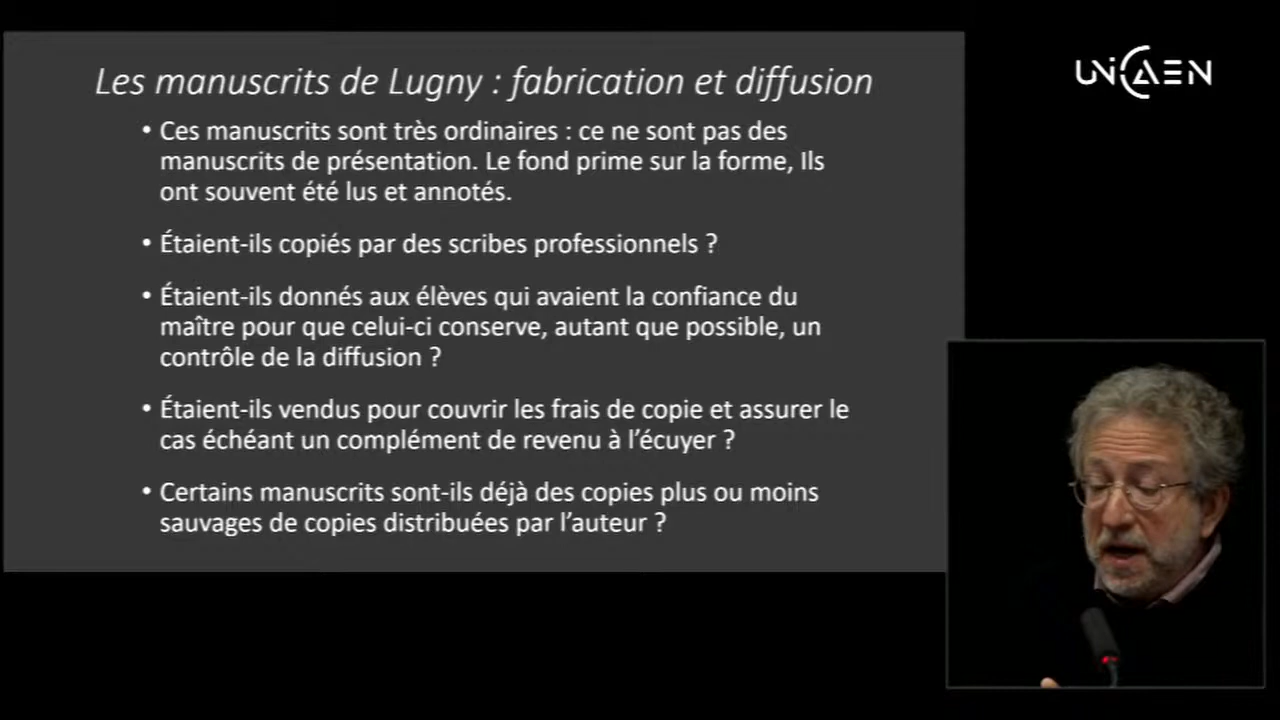 Les manuscrits de Lugny : fabrication et diffusion
• Ces manuscrits sont très ordinaires : ce ne sont pas des
manuscrits de présentation. Le fond prime sur la forme, Ils
ont souvent été lus et annotés.
• Étaient-ils copiés par des scribes professionnels ?
• Étaient-ils donnés aux élèves qui avaient la confiance du
maître pour que celui-ci conserve, autant que possible, un
contrôle de la diffusion ?
• Étaient-ils vendus pour couvrir les frais de copie et assurer le
cas échéant un complément de revenu à l’écuyer ?
• Certains manuscrits sont-ils déjà des copies plus ou moins
sauvages de copies distribuées par l’auteur ?
UNICAEN